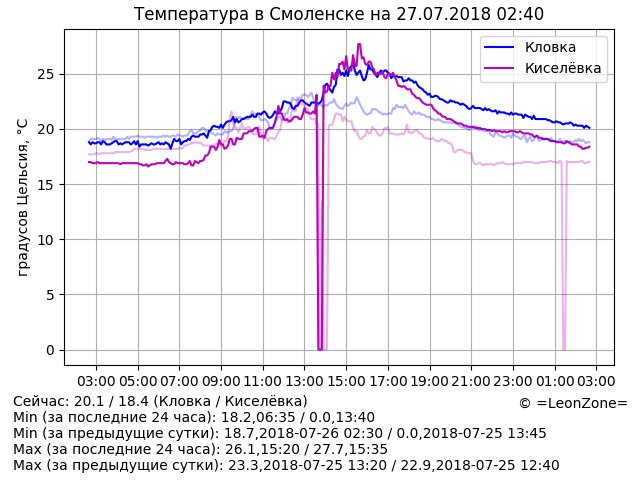 Температура в Смоленске на 27.07.2018 02:40
градусов Цельсия, °C
25
20
15
10
5
0
Кловка
Киселёвка
03:00 05:00 07:00 09:00 11:00 13:00 15:00 17:00 19:00 21:00 23:00 01:00 03:00
© =LeonZone=
Сейчас: 20.1 / 18.4 (Кловка / Киселёвка)
Min (за последние 24 часа): 18.2,06:35 / 0.0,13:40
Min (за предыдущие сутки): 18.7,2018-07-26 02:30 / 0.0,2018-07-25 13:45
Max (за последние 24 часа): 26.1,15:20 / 27.7,15:35
Max (за предыдущие сутки): 23.3,2018-07-25 13:20 / 22.9,2018-07-25 12:40